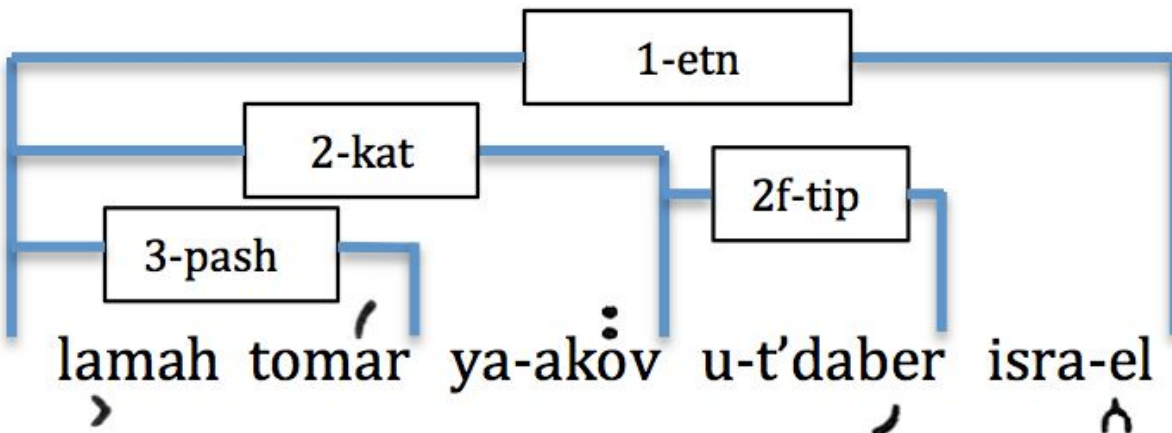 1-etn
2-kat
2f-tip
3-pash
lamah tomar ya-akov u-t’daber isra-el